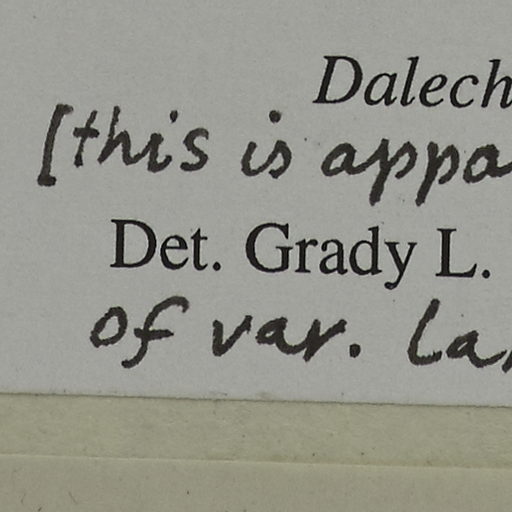 Dalech
[this is appa
Det. Grady L.
of var. la